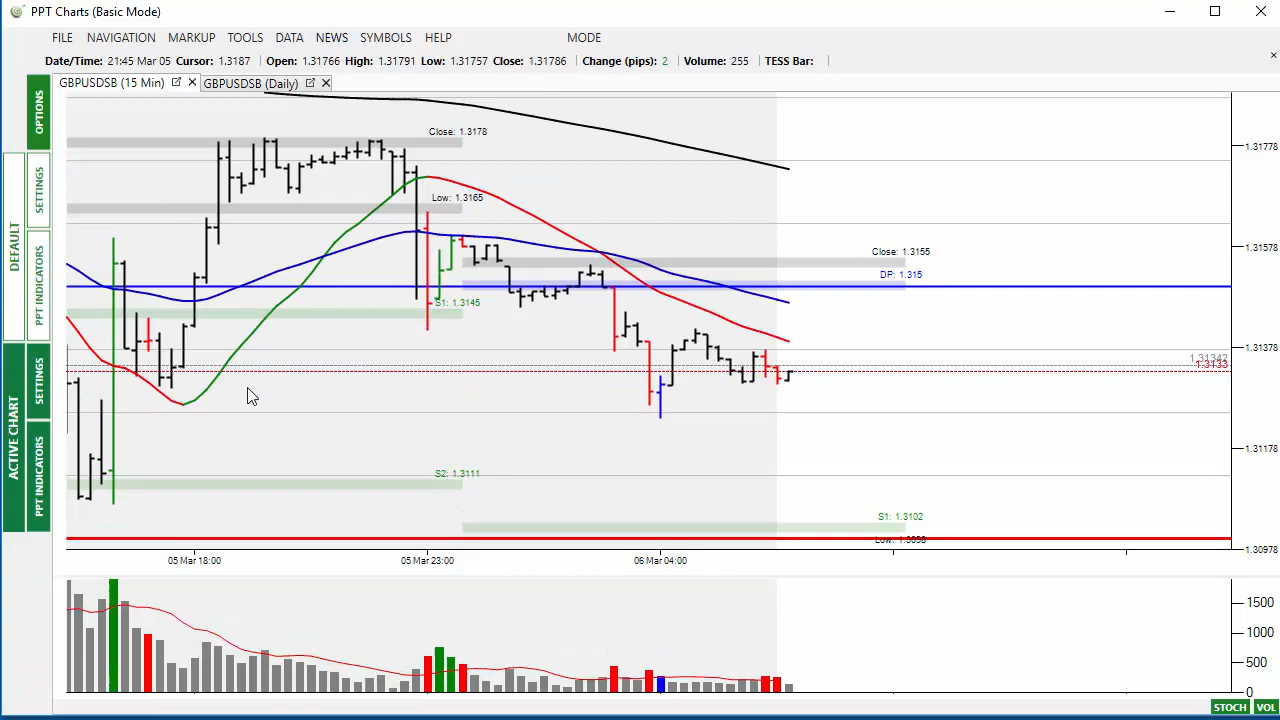 PPT Charts (Basic Mode)
FILE NAVIGATION MARKUP TOOLS DATA NEWS SYMBOLS HELP MODE
Date/Time: 21:45 Mar 05 Cursor: 1.3187 Open: 1.31766 High: 1.31791 Low: 1.31757 Close: 1.31786 Change (pips): 2 Volume: 255 TESS Bar:
GBPUSDSB (15 Min) GBPUSDSB (Daily)
OPTIONS
DEFAULT
SETTINGS
PPT INDICATORS
ACTIVE CHART
SETTINGS
PPT INDICATORS
Close: 1.3178
Low: 1.3165
Close: 1.3155
DP: 1.315
S1: 1.3145
S2: 1.3111
S1: 1.3102
1.31778
1.31578
1.31378
1.31342
1.3133
1.31178
1.30978
05 Mar 18:00 05 Mar 23:00 06 Mar 04:00
1500
1000
500
0
STOCH VOL